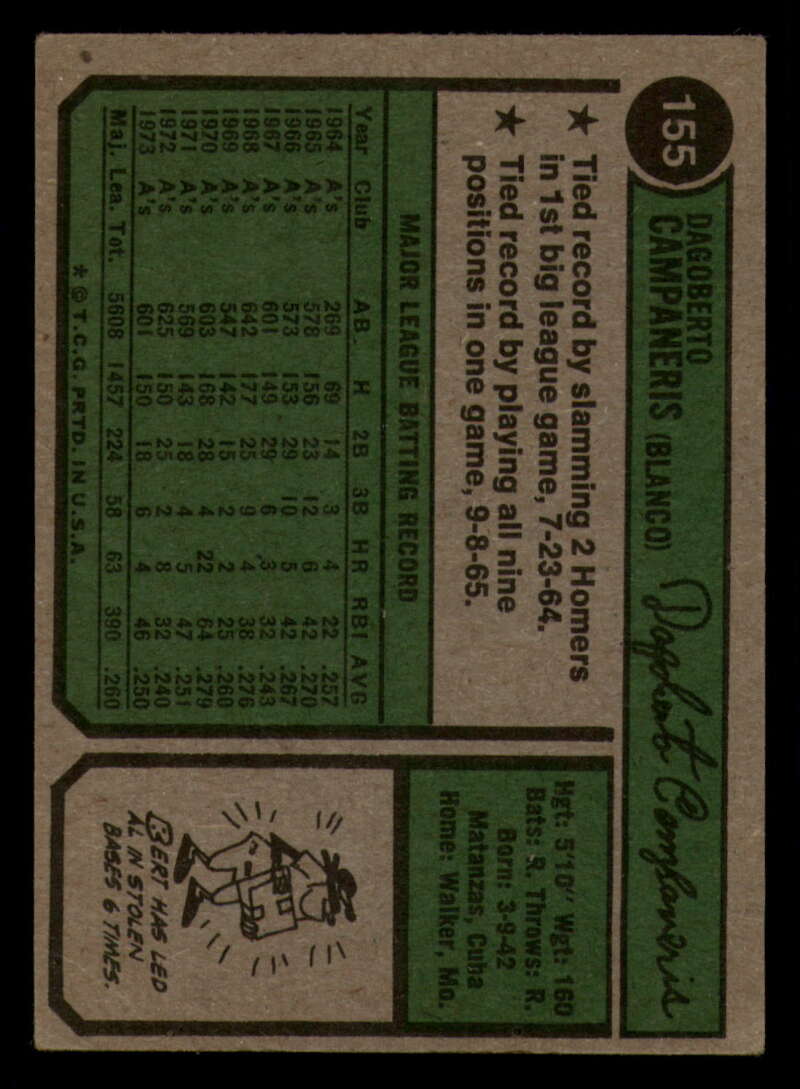 155
DAGOBERTO
CAMPANERIS (BLANCO)
Dagoberto Campaneris
★ Tied record by slamming 2 Homers
in 1st big league game, 7-23-64.
★ Tied record by playing all nine
positions in one game, 9-8-65.
Hgt: 5'10" Wgt: 160
Bats: R. Throws: R.
Born: 3-9-42
Matanzas, Cuba
Home: Walker, Mo.
MAJOR LEAGUE BATTING RECORD
Year Club AB H 2B 3B H-R RBI AVG
1964 A's 269 69 14 3 4 22 .257
1965 A's 578 156 23 12 6 42 .270
1966 A's 573 153 29 10 5 42 .267
1967 A's 601 149 29 6 3 32 .243
1968 A's 642 177 25 9 4 38 .276
1969 A's 547 142 15 2 2 25 .260
1970 A's 603 168 28 4 22 64 .279
1971 A's 569 143 18 4 5 47 .251
1972 A's 625 150 25 2 8 32 .240
1973 A's 601 150 18 6 4 46 .250
Maj. Lea. Tot. 5608 1457 224 58 63 390 .260
* © T.C.G. PRTD. IN U.S.A.
BERT HAS LED
AL IN STOLEN
BASES 6 TIMES.